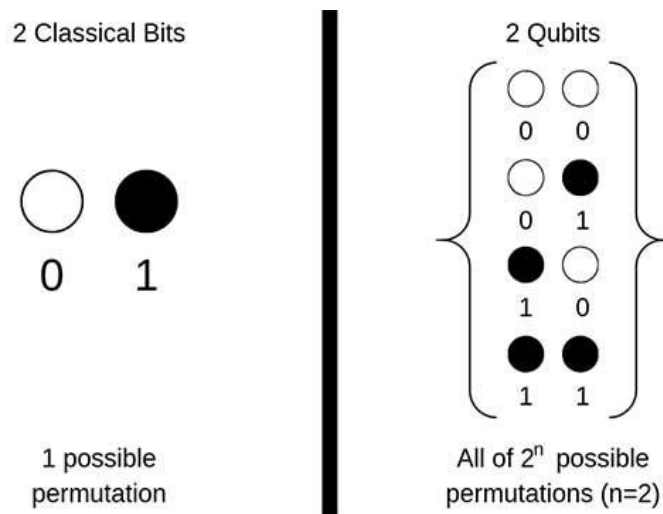 2 Classical Bits
0 1
1 possible
permutation
2 Qubits
0 0
0 1
1 0
1 1
All of 2ⁿ possible
permutations (n=2)